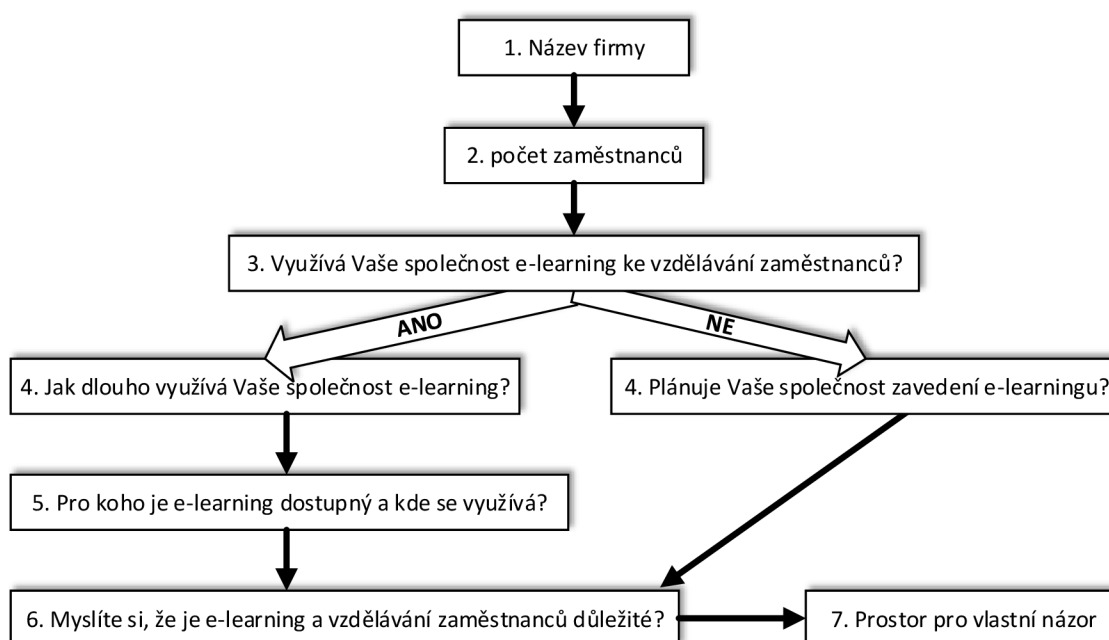 1. Název firmy
2. počet zaměstnanců
3. Využívá Vaše společnost e-learning ke vzdělávání zaměstnanců?
ANO
NE
4. Jak dlouho využívá Vaše společnost e-learning?
4. Plánuje Vaše společnost zavedení e-learningu?
5. Pro koho je e-learning dostupný a kde se využívá?
6. Myslíte si, že je e-learning a vzdělávání zaměstnanců důležité?
7. Prostor pro vlastní názor